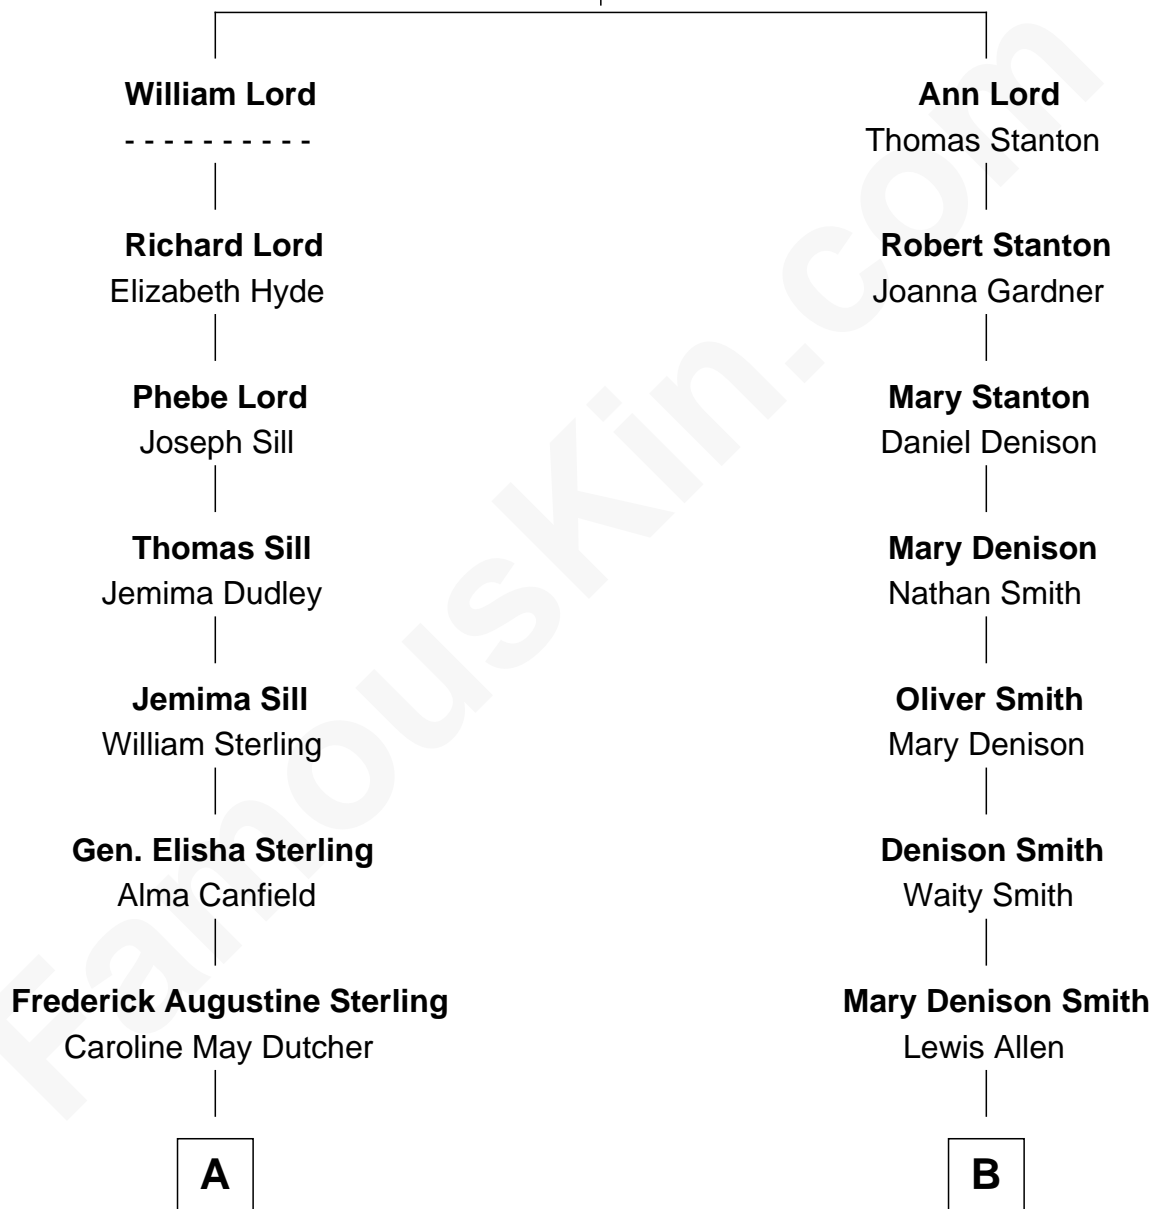 William Lord
- - - - - - - - - -
Richard Lord
Elizabeth Hyde
Phebe Lord
Joseph Sill
Thomas Sill
Jemima Dudley
Jemima Sill
William Sterling
Gen. Elisha Sterling
Alma Canfield
Frederick Augustine Sterling
Caroline May Dutcher
A
Ann Lord
Thomas Stanton
Robert Stanton
Joanna Gardner
Mary Stanton
Daniel Denison
Mary Denison
Nathan Smith
Oliver Smith
Mary Denison
Denison Smith
Waity Smith
Mary Denison Smith
Lewis Allen
B
FamousKin.com